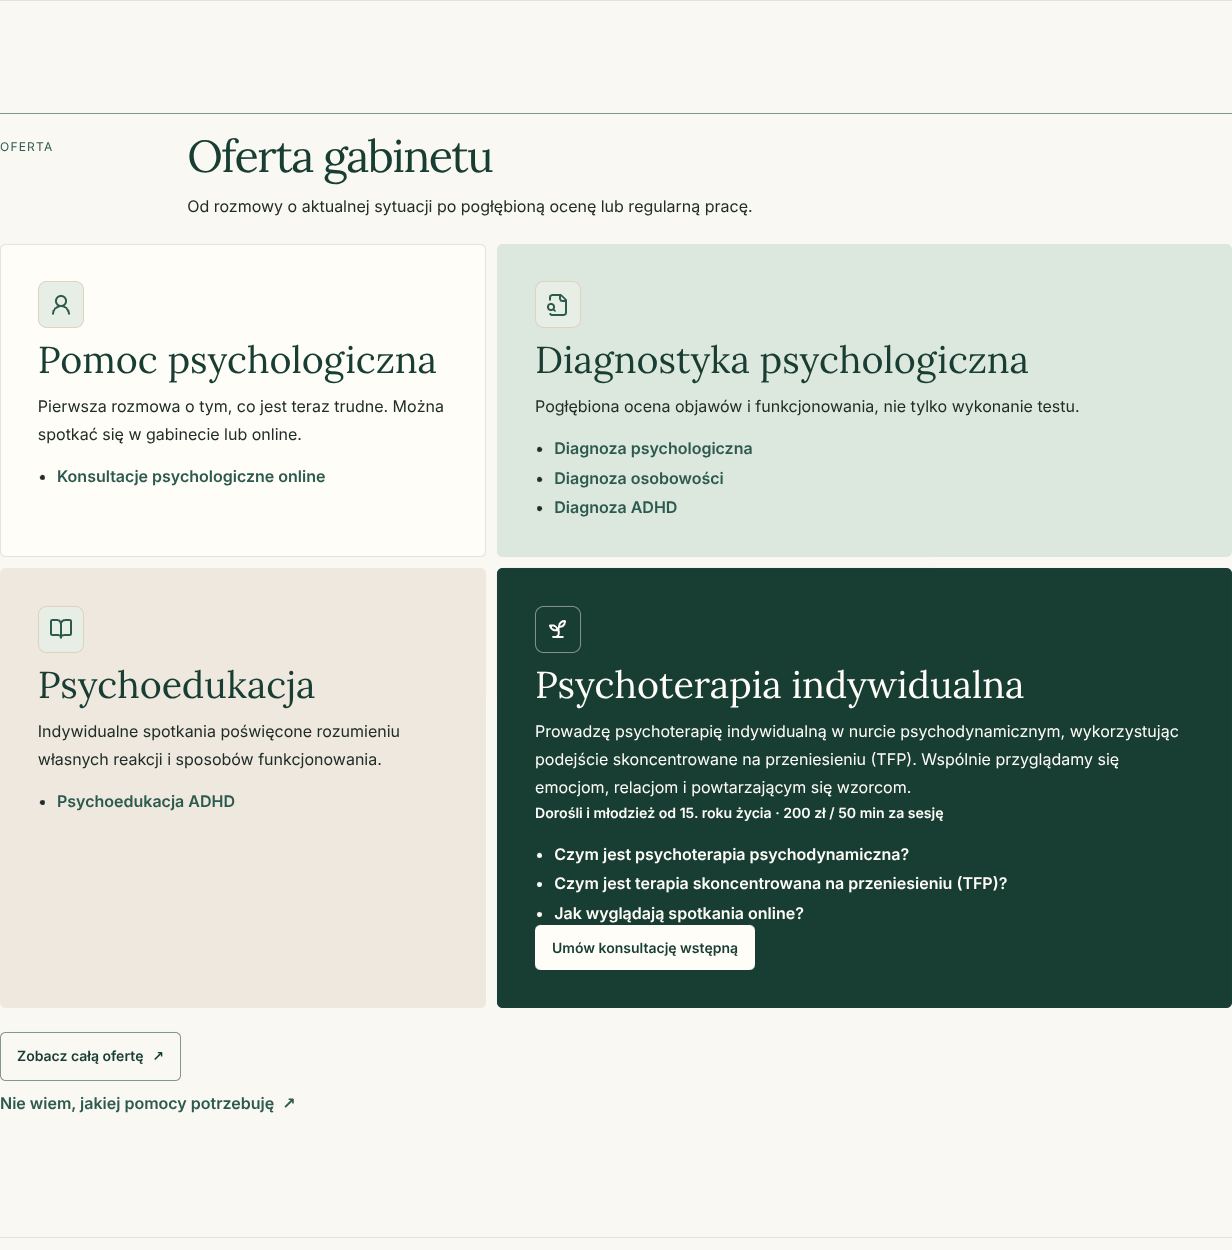 OFERTA
Oferta gabinetu
Od rozmowy o aktualnej sytuacji po pogłębioną ocenę lub regularną pracę.
Pomoc psychologiczna
Pierwsza rozmowa o tym, co jest teraz trudne. Można
spotkać się w gabinecie lub online.
• Konsultacje psychologiczne online
Diagnostyka psychologiczna
Pogłębiona ocena objawów i funkcjonowania, nie tylko wykonanie testu.
• Diagnoza psychologiczna
• Diagnoza osobowości
• Diagnoza ADHD
Psychoedukacja
Indywidualne spotkania poświęcone rozumieniu
własnych reakcji i sposobów funkcjonowania.
• Psychoedukacja ADHD
Psychoterapia indywidualna
Prowadzę psychoterapię indywidualną w nurcie psychodynamicznym, wykorzystując
podejście skoncentrowane na przeniesieniu (TFP). Wspólnie przyglądamy się
emocjom, relacjom i powtarzającym się wzorcom.
Dorośli i młodzież od 15. roku życia · 200 zł / 50 min za sesję
• Czym jest psychoterapia psychodynamiczna?
• Czym jest terapia skoncentrowana na przeniesieniu (TFP)?
• Jak wyglądają spotkania online?
Umów konsultację wstępną
Zobacz całą ofertę ↗
Nie wiem, jakiej pomocy potrzebuję ↗